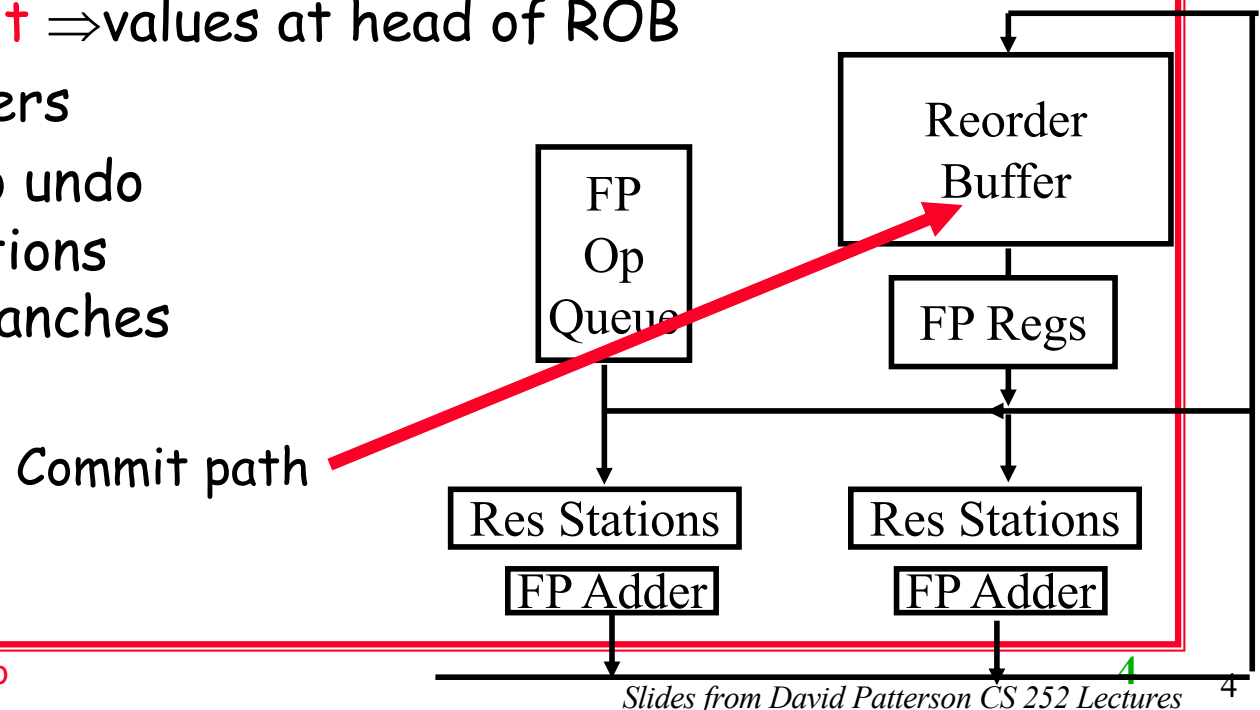 t ⇒values at head of ROB
ers
o undo
tions
anches
Commit path
Reorder
Buffer
FP
Op
Queue
FP Regs
Res Stations
Res Stations
FP Adder
FP Adder
4
Slides from David Patterson CS 252 Lectures
4